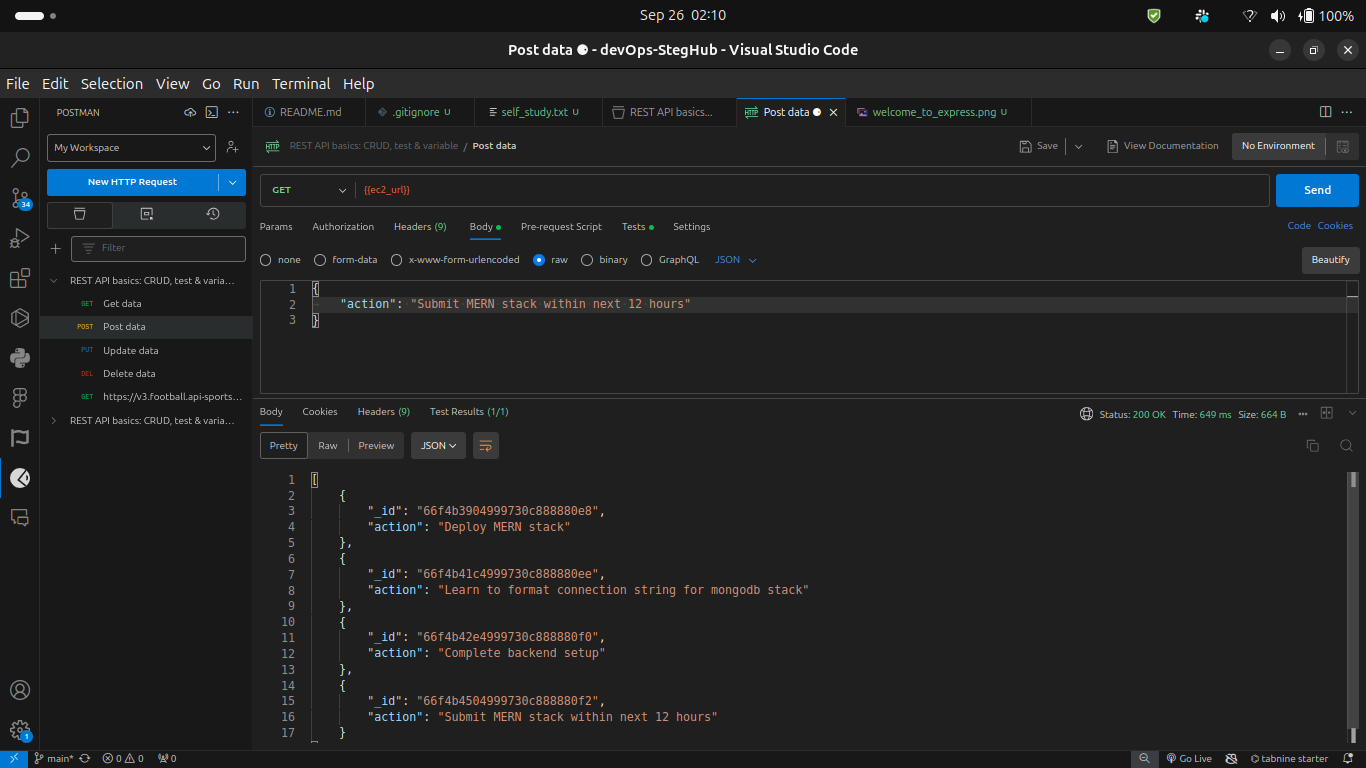 Sep 26 02:10
100%
Post data ● - devOps-StegHub - Visual Studio Code
File Edit Selection View Go Run Terminal Help
POSTMAN
README.md
.gitignore U
self_study.txt U
REST API basics...
Post data
welcome_to_express.png U
My Workspace
REST API basics: CRUD, test & variable / Post data
Save
View Documentation
No Environment
New HTTP Request
GET
{{ec2_url}}
Send
Params Authorization Headers (9) Body Pre-request Script Tests Settings
Code Cookies
34
Filter
none form-data x-www-form-urlencoded raw binary GraphQL JSON
Beautify
REST API basics: CRUD, test & varia...
GET Get data
POST Post data
PUT Update data
DEL Delete data
GET https://v3.football.api-sports...
REST API basics: CRUD, test & varia...
1 {
2 "action": "Submit MERN stack within next 12 hours"
3 }
Body Cookies Headers (9) Test Results (1/1)
Status: 200 OK Time: 649 ms Size: 664 B
Pretty Raw Preview JSON
1 [
2 {
3 "_id": "66f4b3904999730c888880e8",
4 "action": "Deploy MERN stack"
5 },
6 {
7 "_id": "66f4b41c4999730c888880ee",
8 "action": "Learn to format connection string for mongodb stack"
9 },
10 {
11 "_id": "66f4b42e4999730c888880f0",
12 "action": "Complete backend setup"
13 },
14 {
15 "_id": "66f4b4504999730c888880f2",
16 "action": "Submit MERN stack within next 12 hours"
17 }
1
main* 0 0 0
Go Live
tabnine starter